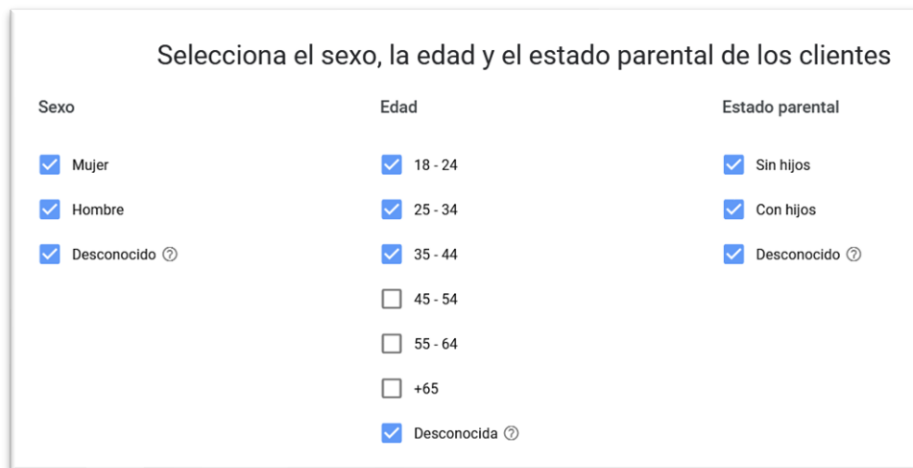 Selecciona el sexo, la edad y el estado parental de los clientes
Sexo
Mujer
Hombre
Desconocido
Edad
18 - 24
25 - 34
35 - 44
45 - 54
55 - 64
+65
Desconocida
Estado parental
Sin hijos
Con hijos
Desconocido